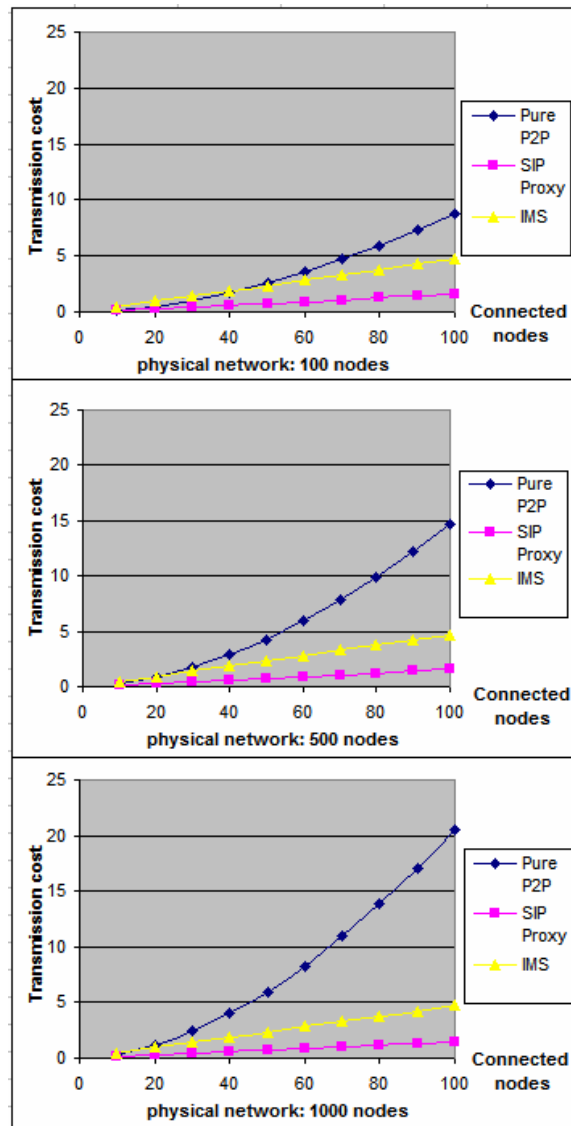 25
20
15
10
5
0
Transmission cost
0 20 40 60 80 100
Connected
nodes
physical network: 100 nodes
Pure
P2P
SIP
Proxy
IMS
25
20
15
10
5
0
Transmission cost
0 20 40 60 80 100
Connected
nodes
physical network: 500 nodes
Pure
P2P
SIP
Proxy
IMS
25
20
15
10
5
0
Transmission cost
0 20 40 60 80 100
Connected
nodes
physical network: 1000 nodes
Pure
P2P
SIP
Proxy
IMS